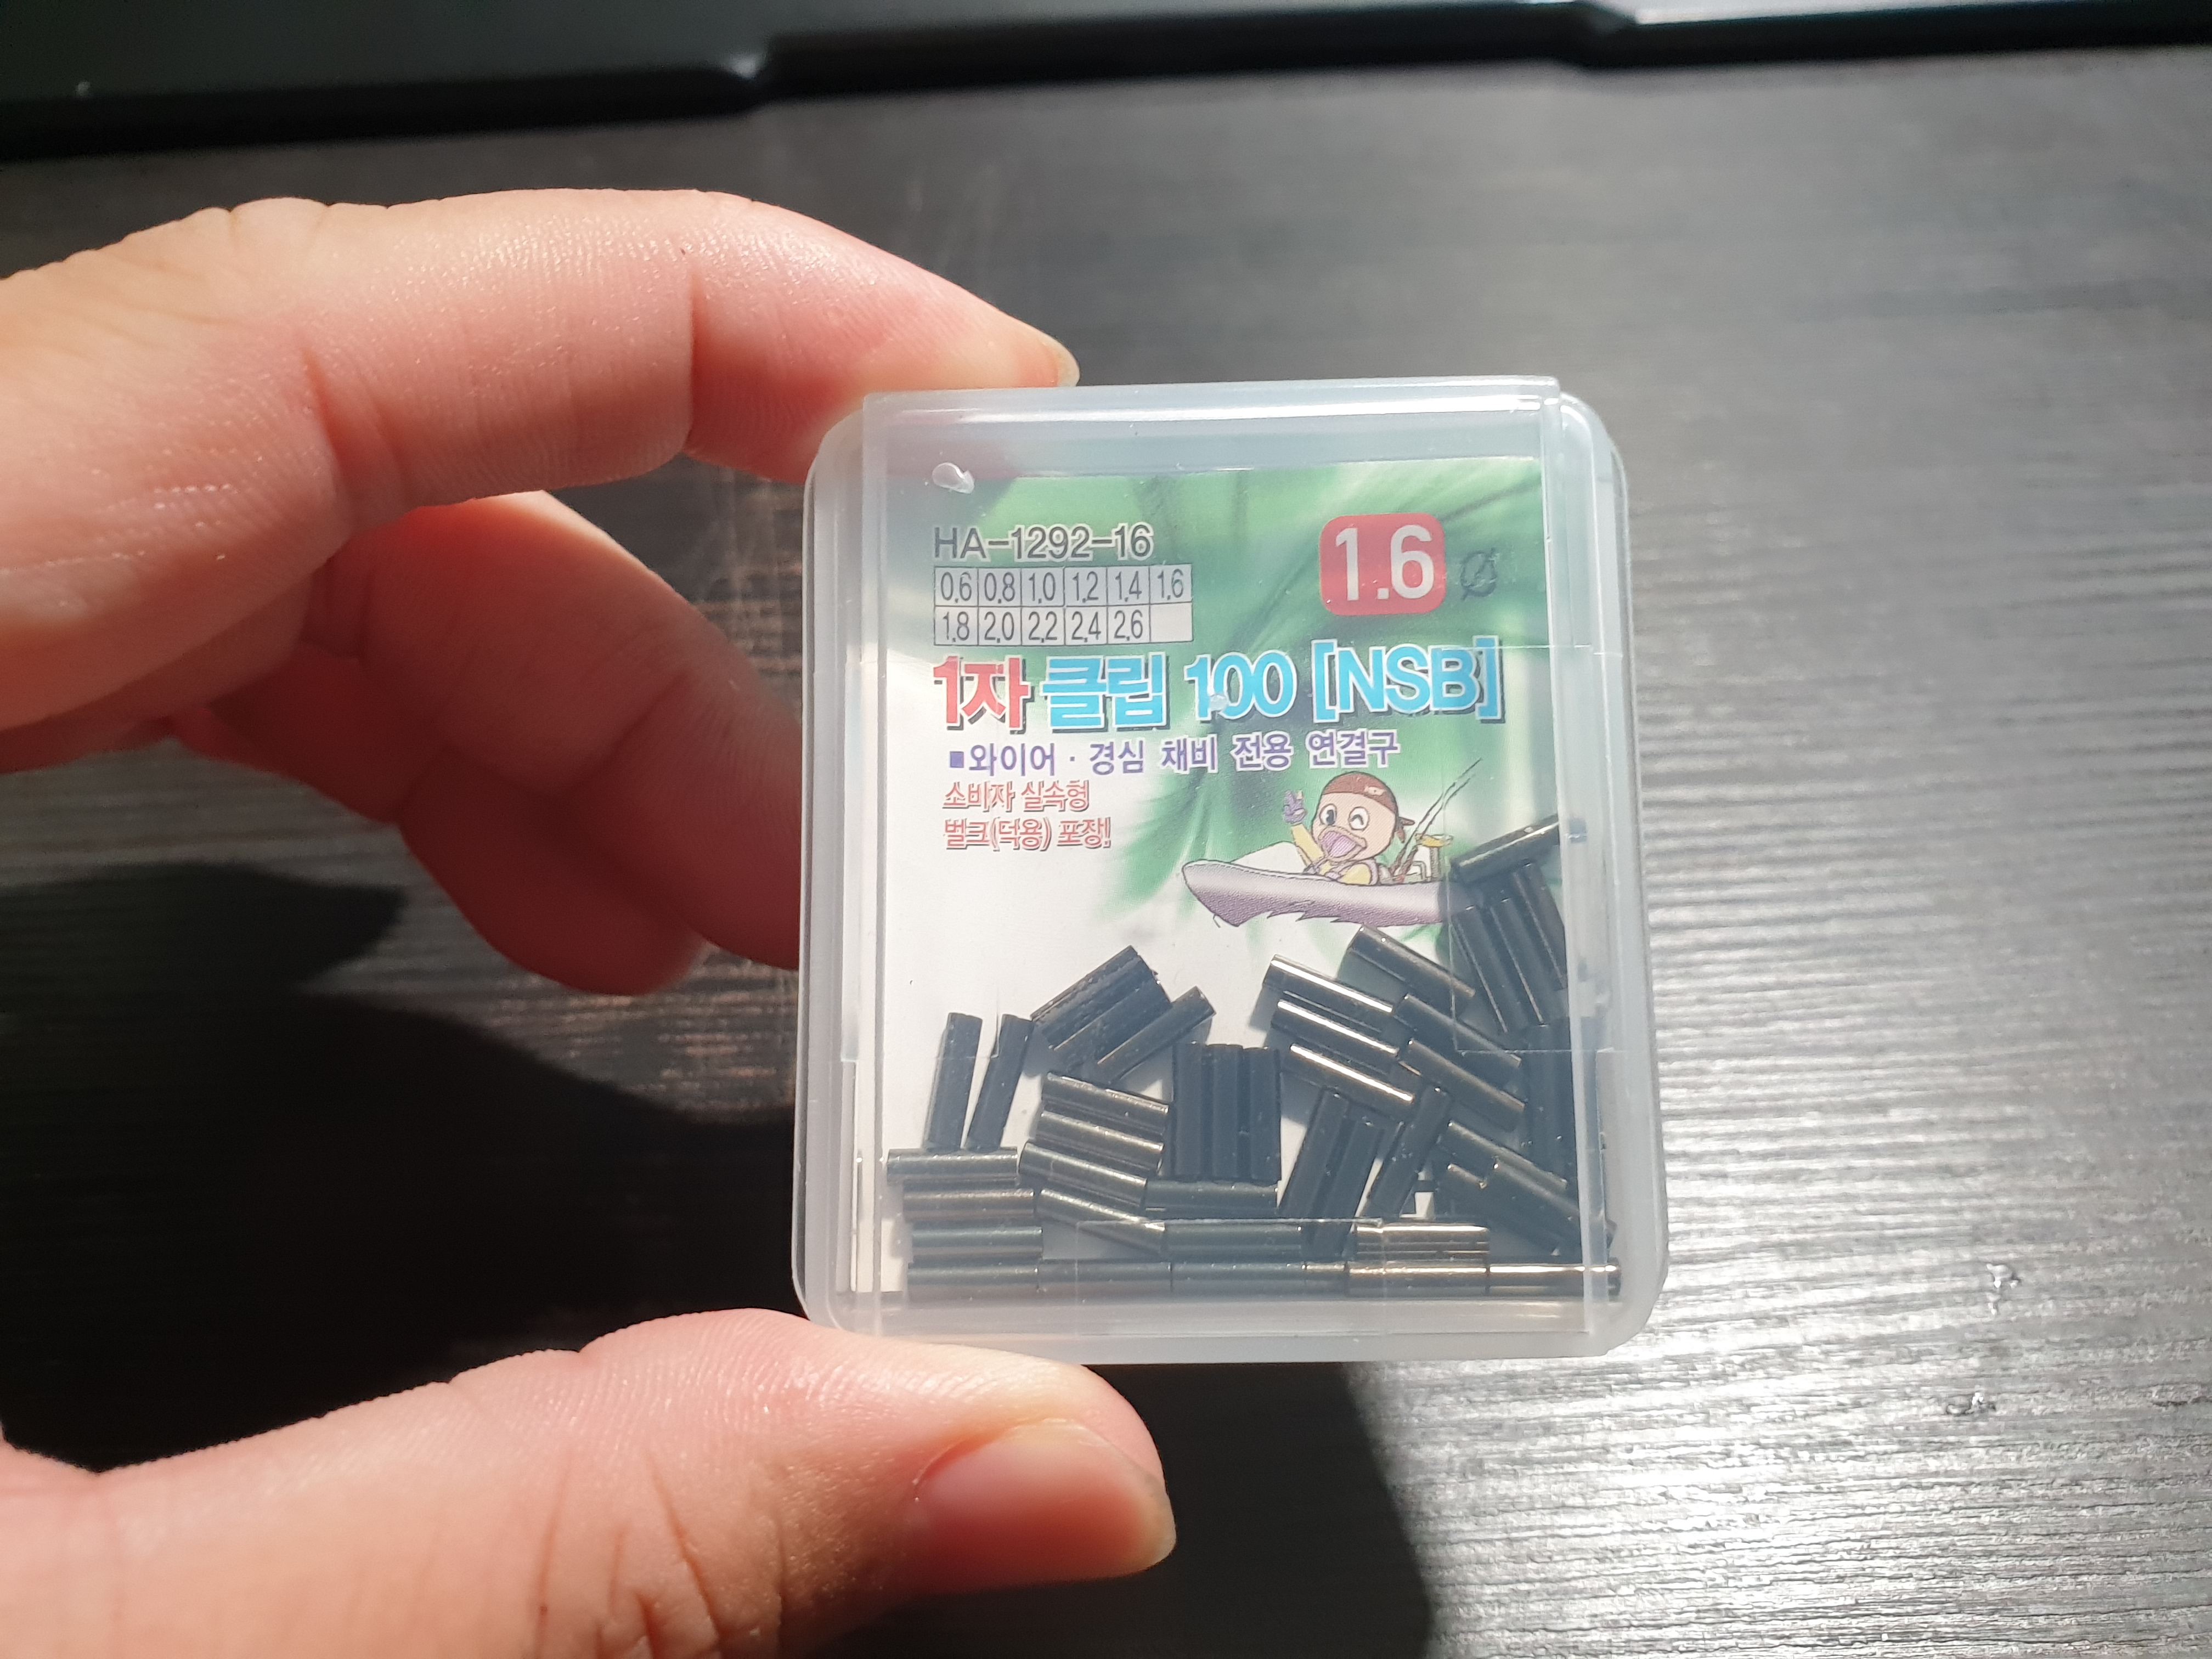 HA-1292-16
1.6 Ø
0.6 0.8 1.0 1.2 1.4 1.6
1.8 2.0 2.2 2.4 2.6
1자 클립 100 [NSB]
■와이어·경심 채비 전용 연결구
소비자 실속형
벌크(덕용) 포장!